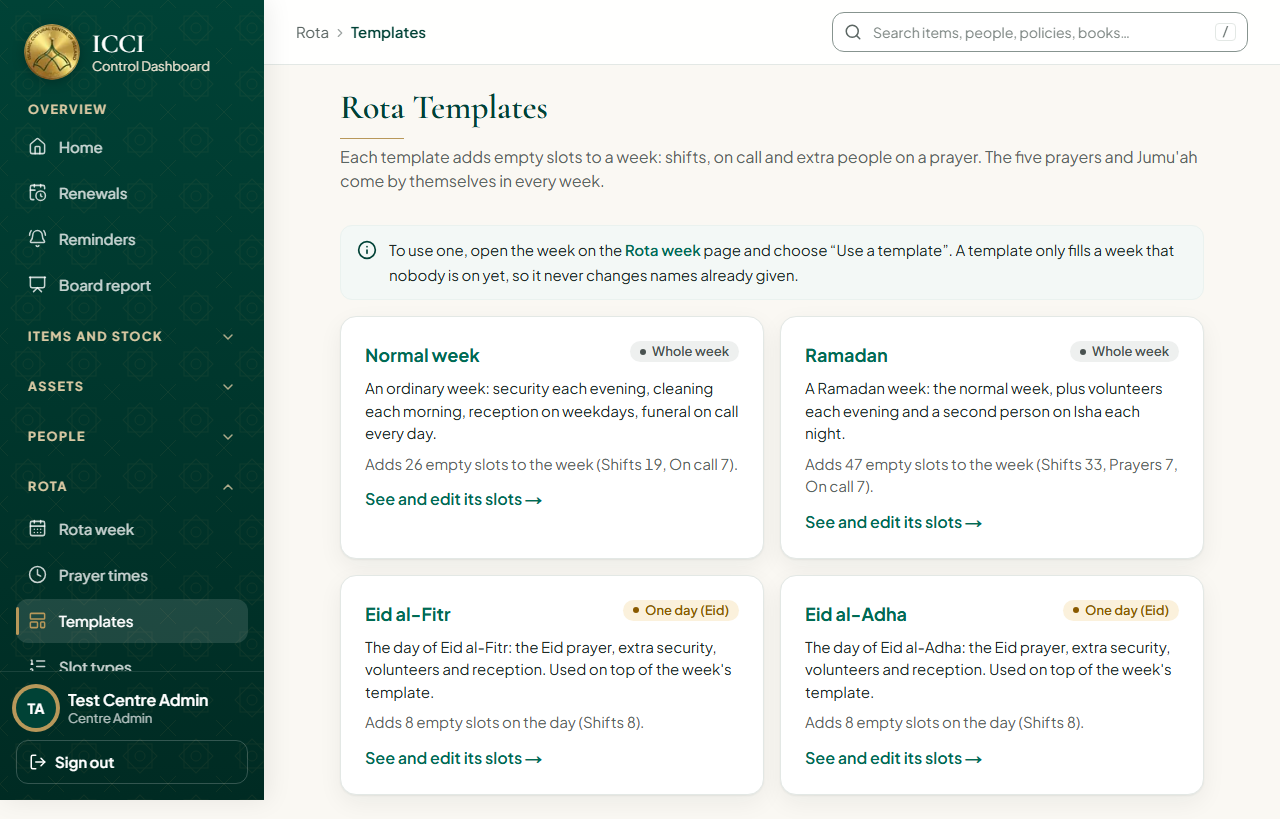 ICCI
Control Dashboard
OVERVIEW
Home
Renewals
Reminders
Board report
ITEMS AND STOCK
ASSETS
PEOPLE
ROTA
Rota week
Prayer times
Templates
Slot types
TA
Test Centre Admin
Centre Admin
Sign out
Rota > Templates
Search items, people, policies, books…
/
Rota Templates
Each template adds empty slots to a week: shifts, on call and extra people on a prayer. The five prayers and Jumu'ah
come by themselves in every week.
To use one, open the week on the Rota week page and choose “Use a template”. A template only fills a week that
nobody is on yet, so it never changes names already given.
Normal week
Whole week
An ordinary week: security each evening, cleaning
each morning, reception on weekdays, funeral on call
every day.
Adds 26 empty slots to the week (Shifts 19, On call 7).
See and edit its slots →
Ramadan
Whole week
A Ramadan week: the normal week, plus volunteers
each evening and a second person on Isha each
night.
Adds 47 empty slots to the week (Shifts 33, Prayers 7,
On call 7).
See and edit its slots →
Eid al-Fitr
One day (Eid)
The day of Eid al-Fitr: the Eid prayer, extra security,
volunteers and reception. Used on top of the week's
template.
Adds 8 empty slots on the day (Shifts 8).
See and edit its slots →
Eid al-Adha
One day (Eid)
The day of Eid al-Adha: the Eid prayer, extra security,
volunteers and reception. Used on top of the week's
template.
Adds 8 empty slots on the day (Shifts 8).
See and edit its slots →